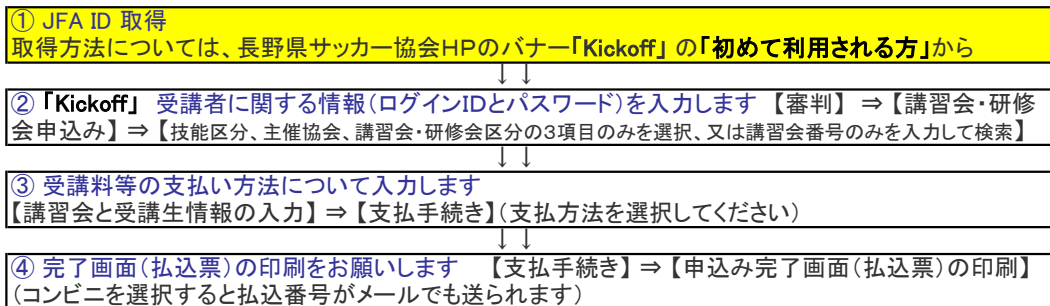 ① JFA ID 取得
取得方法については、長野県サッカー協会HPのバナー「Kickoff」 の「初めて利用される方」から
↓ ↓
② 「Kickoff」 受講者に関する情報（ログインIDとパスワード）を入力します 【審判】 ⇒ 【講習会・研修
会申込み】 ⇒ 【技能区分、主催協会、講習会・研修会区分の３項目のみを選択、又は講習会番号のみを入力して検索】
↓ ↓
③ 受講料等の支払い方法について入力します
【講習会と受講生情報の入力】 ⇒ 【支払手続き】（支払方法を選択してください）
↓ ↓
④ 完了画面（払込票）の印刷をお願いします 【支払手続き】 ⇒ 【申込み完了画面（払込票）の印刷】
（コンビニを選択すると払込番号がメールでも送られます）